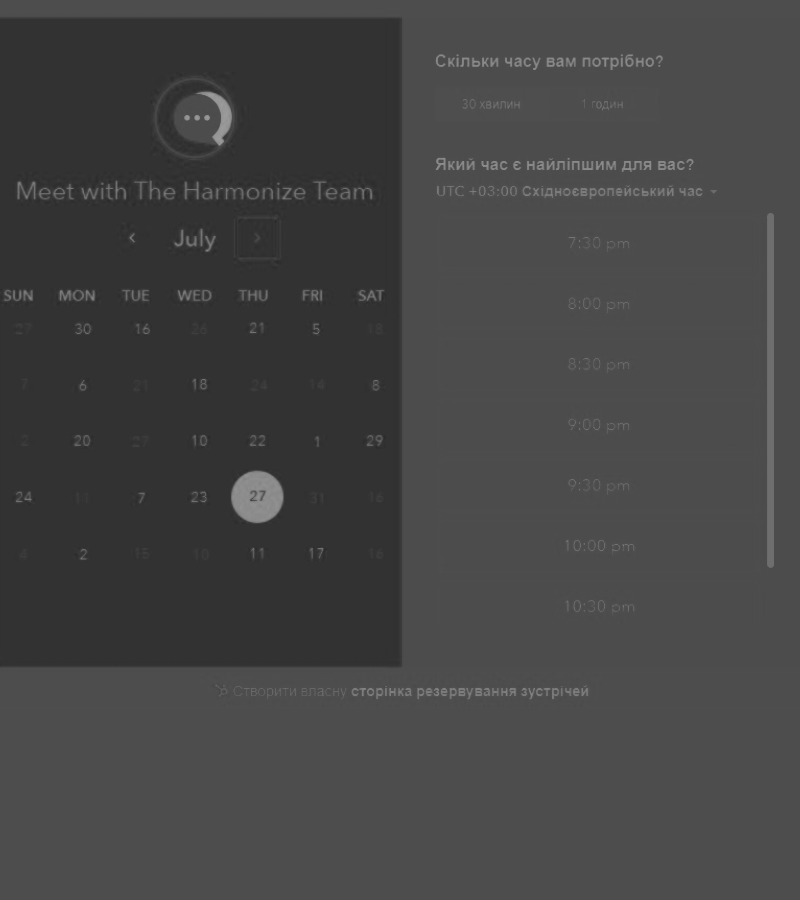 Meet with The Harmonize Team
July
SUN MON TUE WED THU FRI SAT
27 30 16 26 21 5 15
7 6 21 18 24 14 8
2 20 27 10 22 1 29
24 11 7 23 27 31 16
4 2 15 10 11 17 16
Скільки часу вам потрібно?
30 хвилин 1 годин
Який час є найліпшим для вас?
UTC +03:00 Східноєвропейський час
7:30 pm
8:00 pm
8:30 pm
9:00 pm
9:30 pm
10:00 pm
10:30 pm
Створити власну сторінка резервування зустрічей